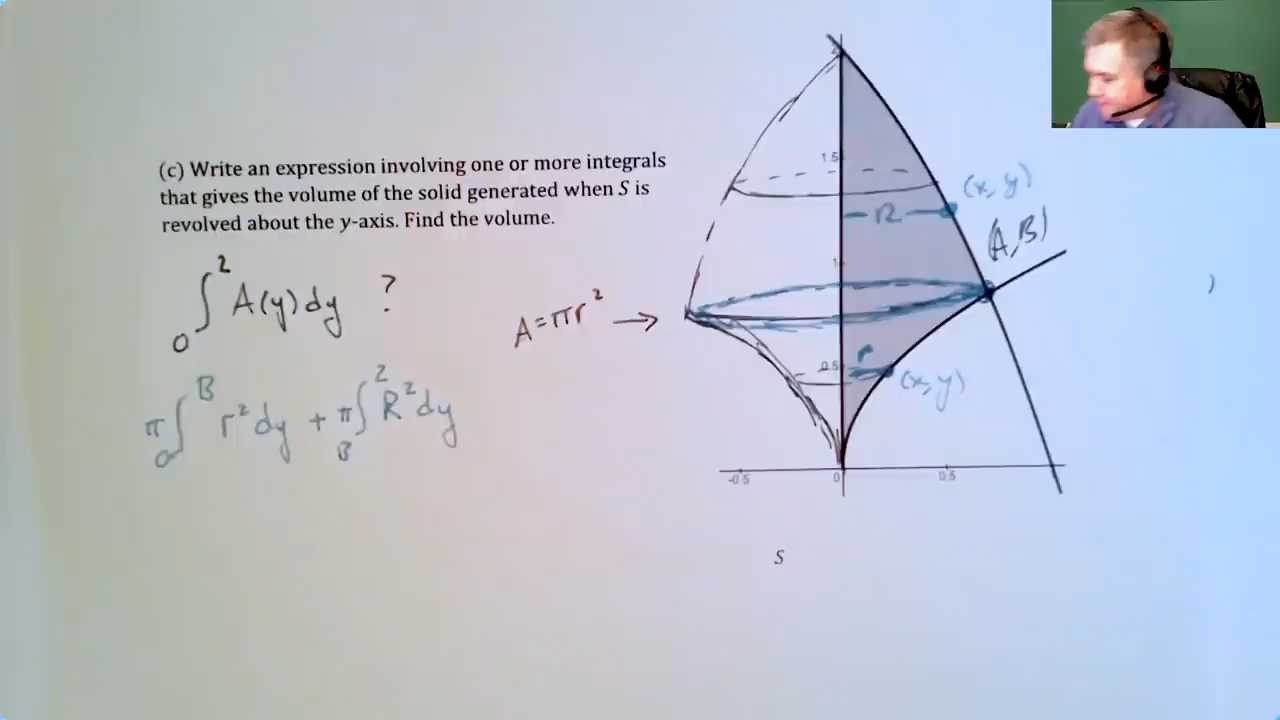 (c) Write an expression involving one or more integrals
that gives the volume of the solid generated when S is
revolved about the y-axis. Find the volume.
∫₀² A(y) dy ?
A = πr² →
π∫₀ᴮ r² dy + π∫_B² R² dy
2
1.5
R
(x, y)
(A, B)
1
0.5
r
(x, y)
-0.5
0
0.5
S
)